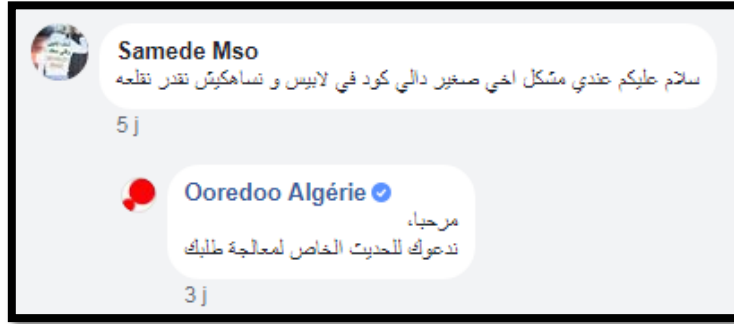 Samede Mso
سلام عليكم عندي مشكل اخي صغير دالي كود في لابيس و نساهكيش نقدر نقلعه
5 j
Ooredoo Algérie
مرحبا،
ندعوك للحديث الخاص لمعالجة طلبك
3 j